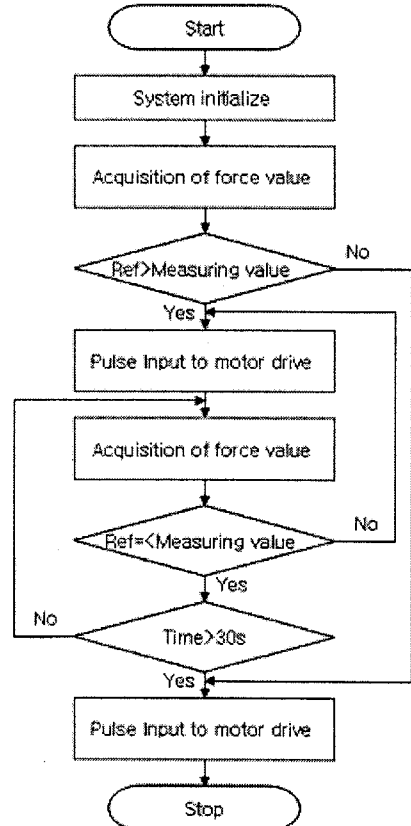 Start
System initialize
Acquisition of force value
Ref>Measuring value
No
Yes
Pulse Input to motor drive
Acquisition of force value
Ref=<Measuring value
No
Yes
No
Time>30s
Yes
Pulse Input to motor drive
Stop